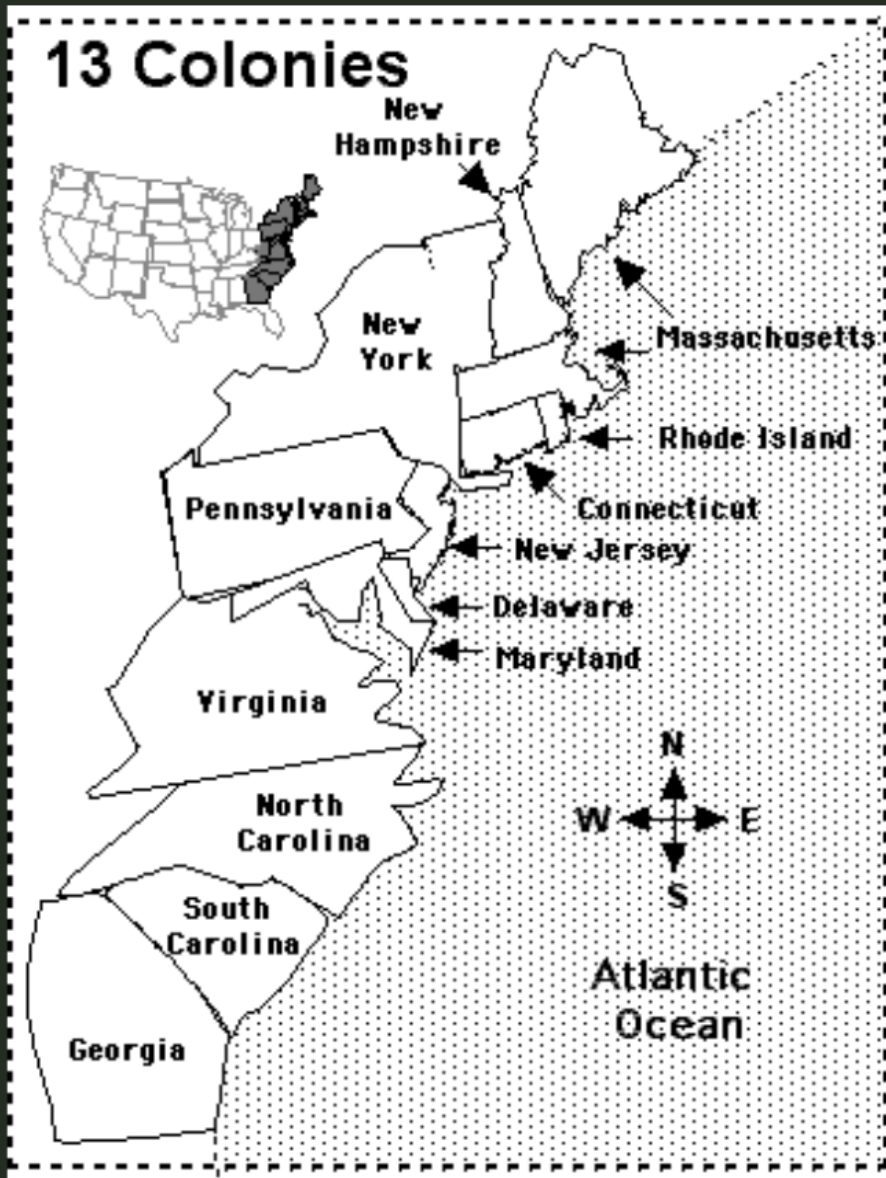 13 Colonies
New
Hampshire
New
York
Massachusetts
Rhode Island
Pennsylvania
Connecticut
New Jersey
Delaware
Maryland
Virginia
N
W E
S
North
Carolina
South
Carolina
Atlantic
Ocean
Georgia